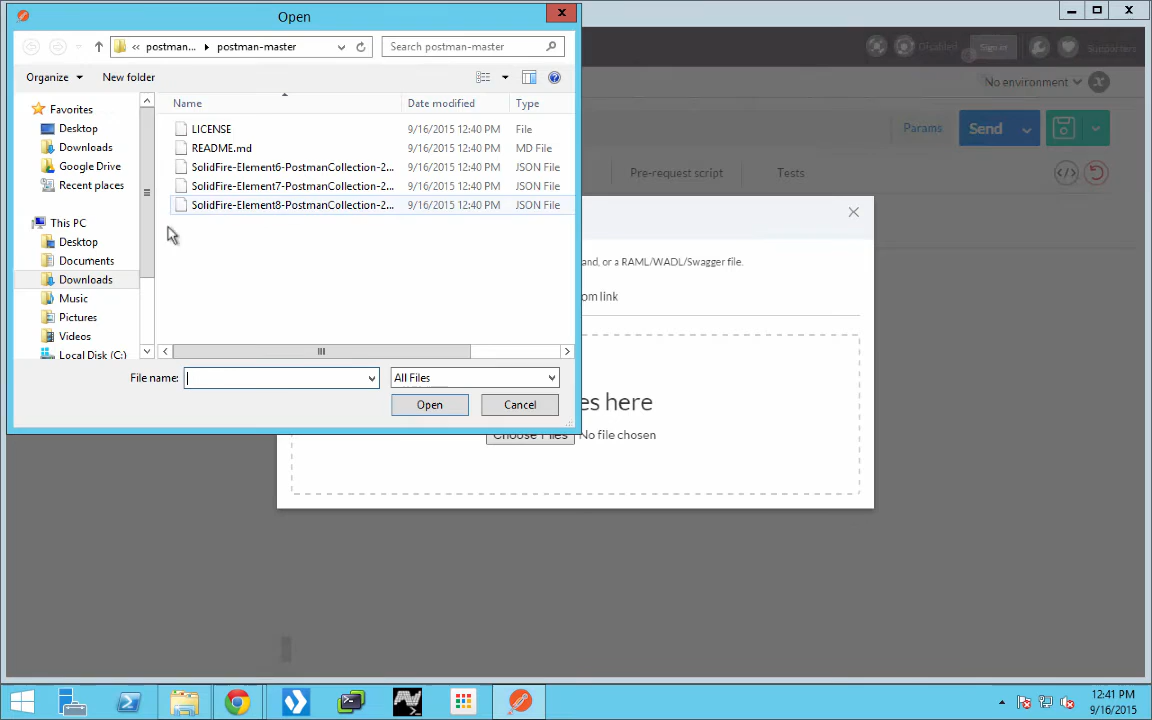 Open
postman... postman-master
Search postman-master
Organize
New folder
Favorites
Desktop
Downloads
Google Drive
Recent places
This PC
Desktop
Documents
Downloads
Music
Pictures
Videos
Local Disk (C:)
Name Date modified Type
LICENSE 9/16/2015 12:40 PM File
README.md 9/16/2015 12:40 PM MD File
SolidFire-Element6-PostmanCollection-2... 9/16/2015 12:40 PM JSON File
SolidFire-Element7-PostmanCollection-2... 9/16/2015 12:40 PM JSON File
SolidFire-Element8-PostmanCollection-2... 9/16/2015 12:40 PM JSON File
File name:
All Files
Open
Cancel
Disabled
Sign in
Supporters
No environment
Params
Send
Pre-request script
Tests
and, or a RAML/WADL/Swagger file.
om link
es here
Choose Files No file chosen
12:41 PM
9/16/2015